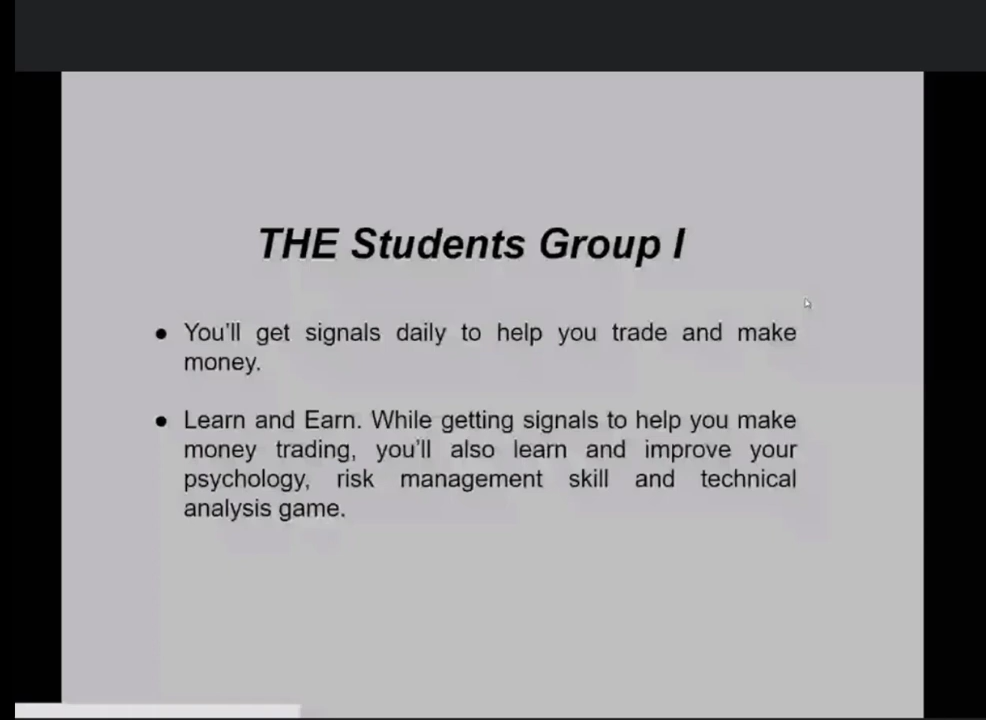 THE Students Group I
● You'll get signals daily to help you trade and make
money.
● Learn and Earn. While getting signals to help you make
money trading, you'll also learn and improve your
psychology, risk management skill and technical
analysis game.